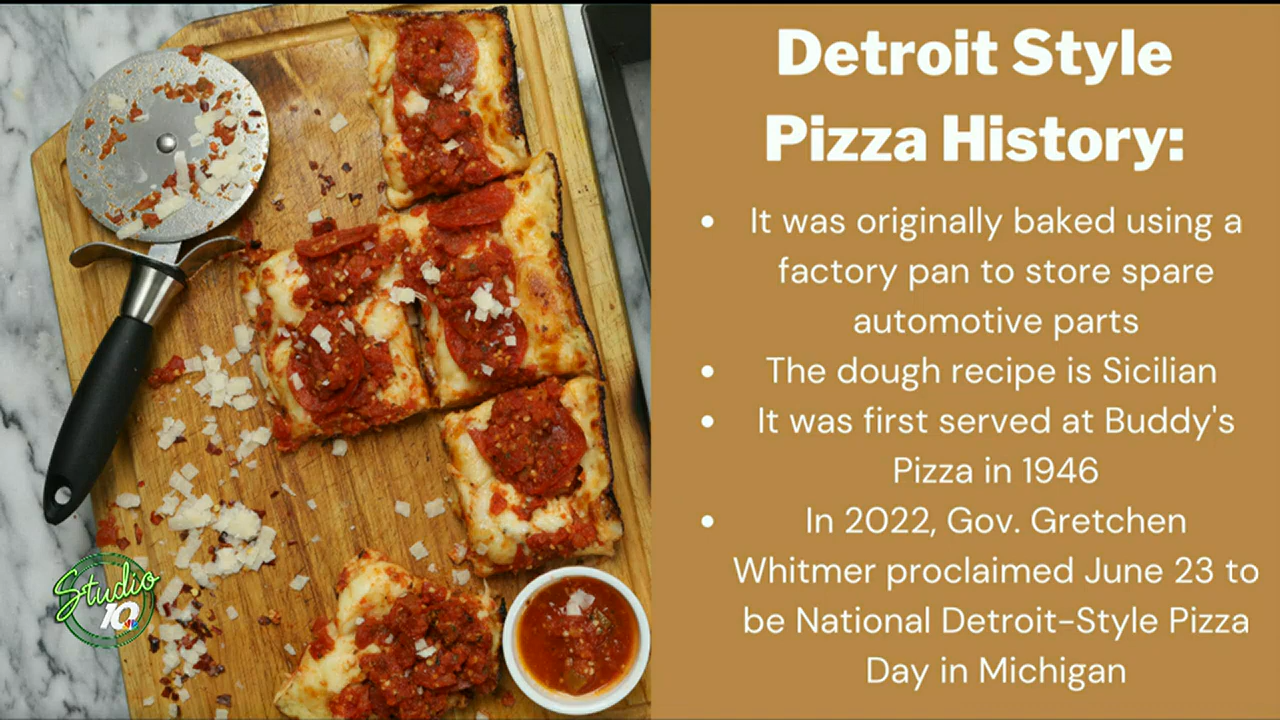 Detroit Style
Pizza History:
• It was originally baked using a
factory pan to store spare
automotive parts
• The dough recipe is Sicilian
• It was first served at Buddy's
Pizza in 1946
• In 2022, Gov. Gretchen
Whitmer proclaimed June 23 to
be National Detroit-Style Pizza
Day in Michigan
Studio
10